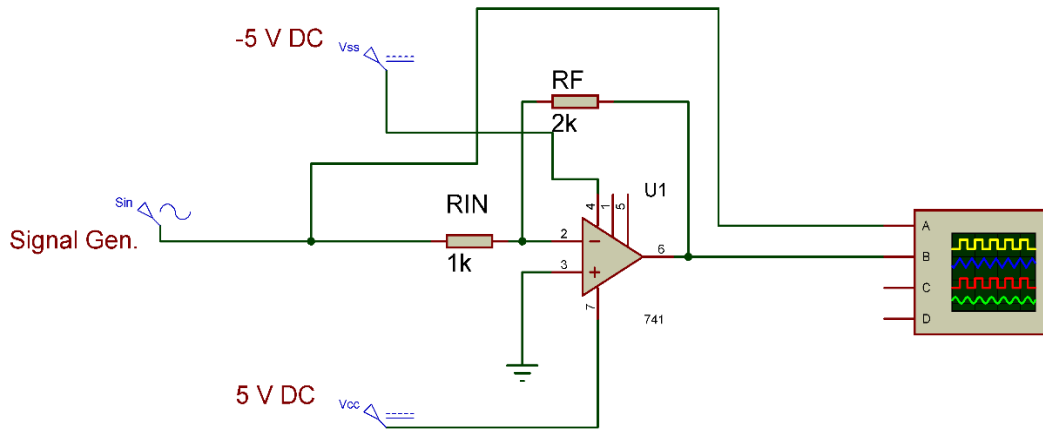 -5 V DC
Vss
RF
2k
Sin
Signal Gen.
RIN
1k
U1
4
1
5
2
3
6
7
741
A
B
C
D
5 V DC
Vcc